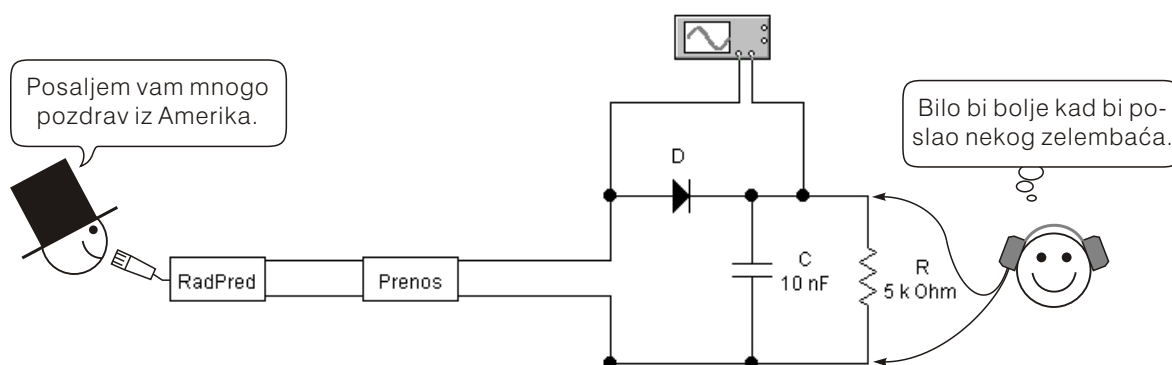 Posaljem vam mnogo
pozdrav iz Amerika.
Bilo bi bolje kad bi po-
slao nekog zelembaća.
D
C
10 nF
R
5 k Ohm
RadPred
Prenos